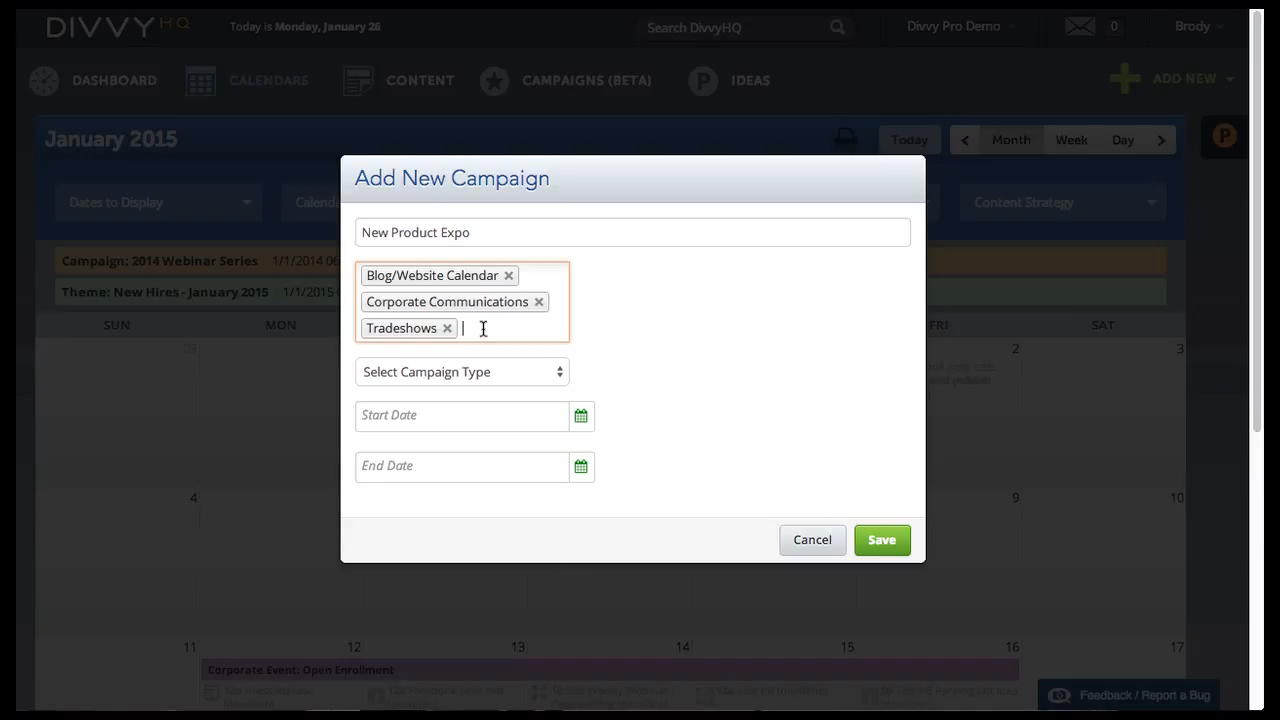 DIVVYHQ Today is Monday, January 26 Search DivvyHQ Divvy Pro Demo 0 Brody
DASHBOARD CALENDARS CONTENT CAMPAIGNS (BETA) P IDEAS ADD NEW
January 2015 Today Month Week Day P
Dates to Display Content Strategy
Add New Campaign
New Product Expo
Campaign: 2014 Webinar Series 1/1/2014
Theme: New Hires - January 2015 1/1/2015
Blog/Website Calendar
Corporate Communications
Tradeshows
SUN MON FRI SAT
2 3
Select Campaign Type
Start Date
End Date
4 9 10
Cancel Save
11 12 13 14 15 16 17
Corporate Event: Open Enrollment
Feedback / Report a Bug